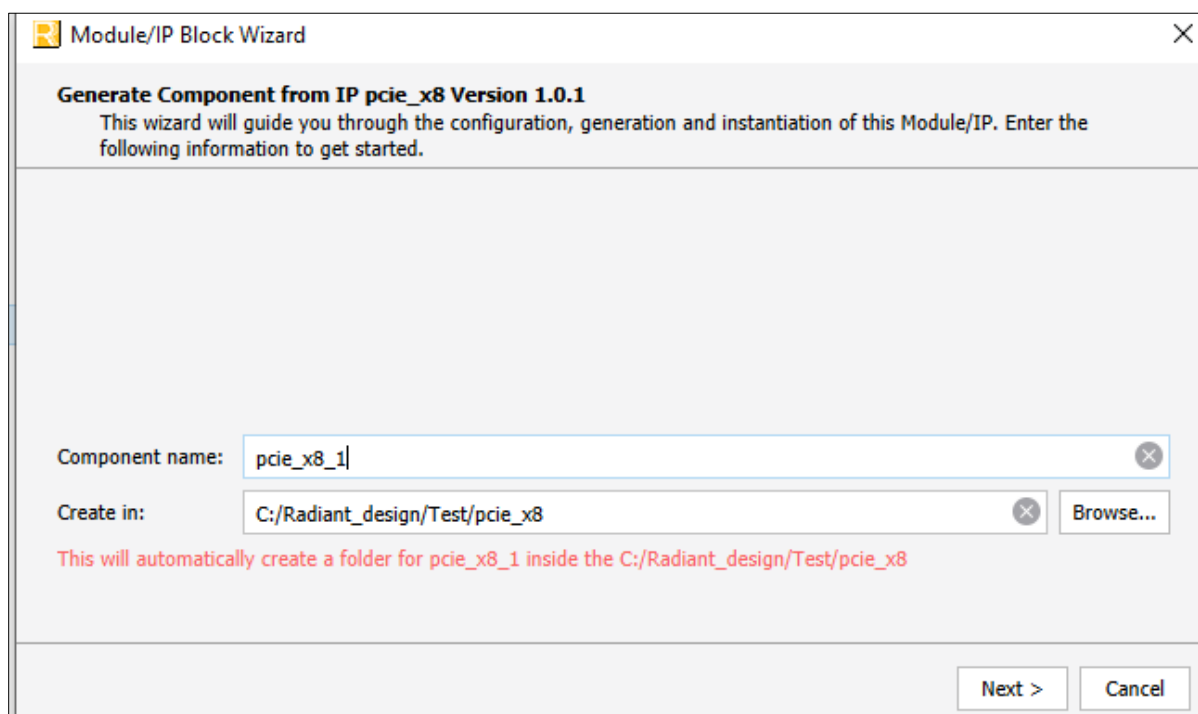 Module/IP Block Wizard
Generate Component from IP pcie_x8 Version 1.0.1
This wizard will guide you through the configuration, generation and instantiation of this Module/IP. Enter the
following information to get started.
Component name: pcie_x8_1
Create in: C:/Radiant_design/Test/pcie_x8 Browse...
This will automatically create a folder for pcie_x8_1 inside the C:/Radiant_design/Test/pcie_x8
Next > Cancel